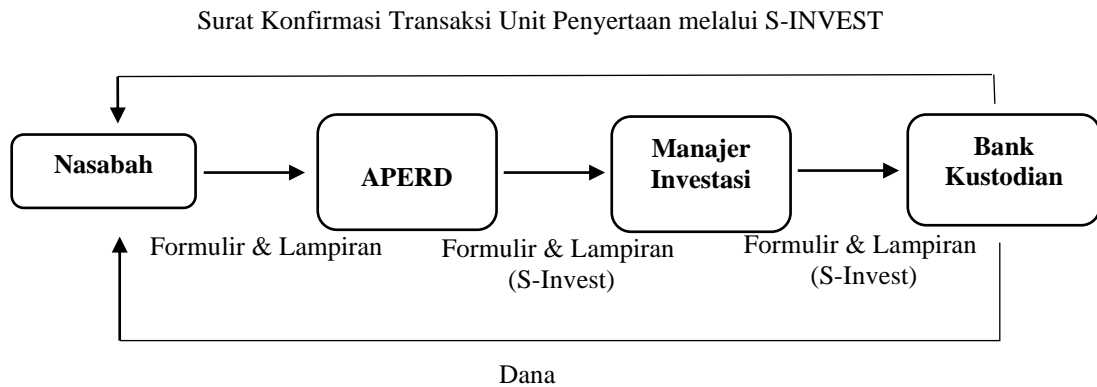 Surat Konfirmasi Transaksi Unit Penyertaan melalui S-INVEST
Nasabah
APERD
Manajer
Investasi
Bank
Kustodian
Formulir & Lampiran
Formulir & Lampiran
(S-Invest)
Formulir & Lampiran
(S-Invest)
Dana